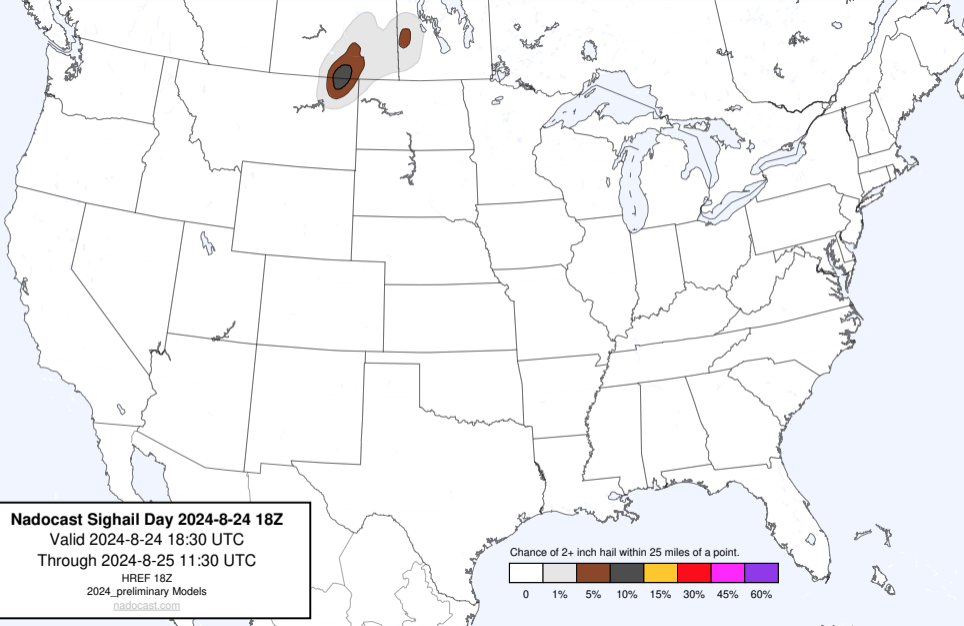 Nadocast Sighail Day 2024-8-24 18Z
Valid 2024-8-24 18:30 UTC
Through 2024-8-25 11:30 UTC
HREF 18Z
2024_preliminary Models
nadocast.com
Chance of 2+ inch hail within 25 miles of a point.
0 1% 5% 10% 15% 30% 45% 60%